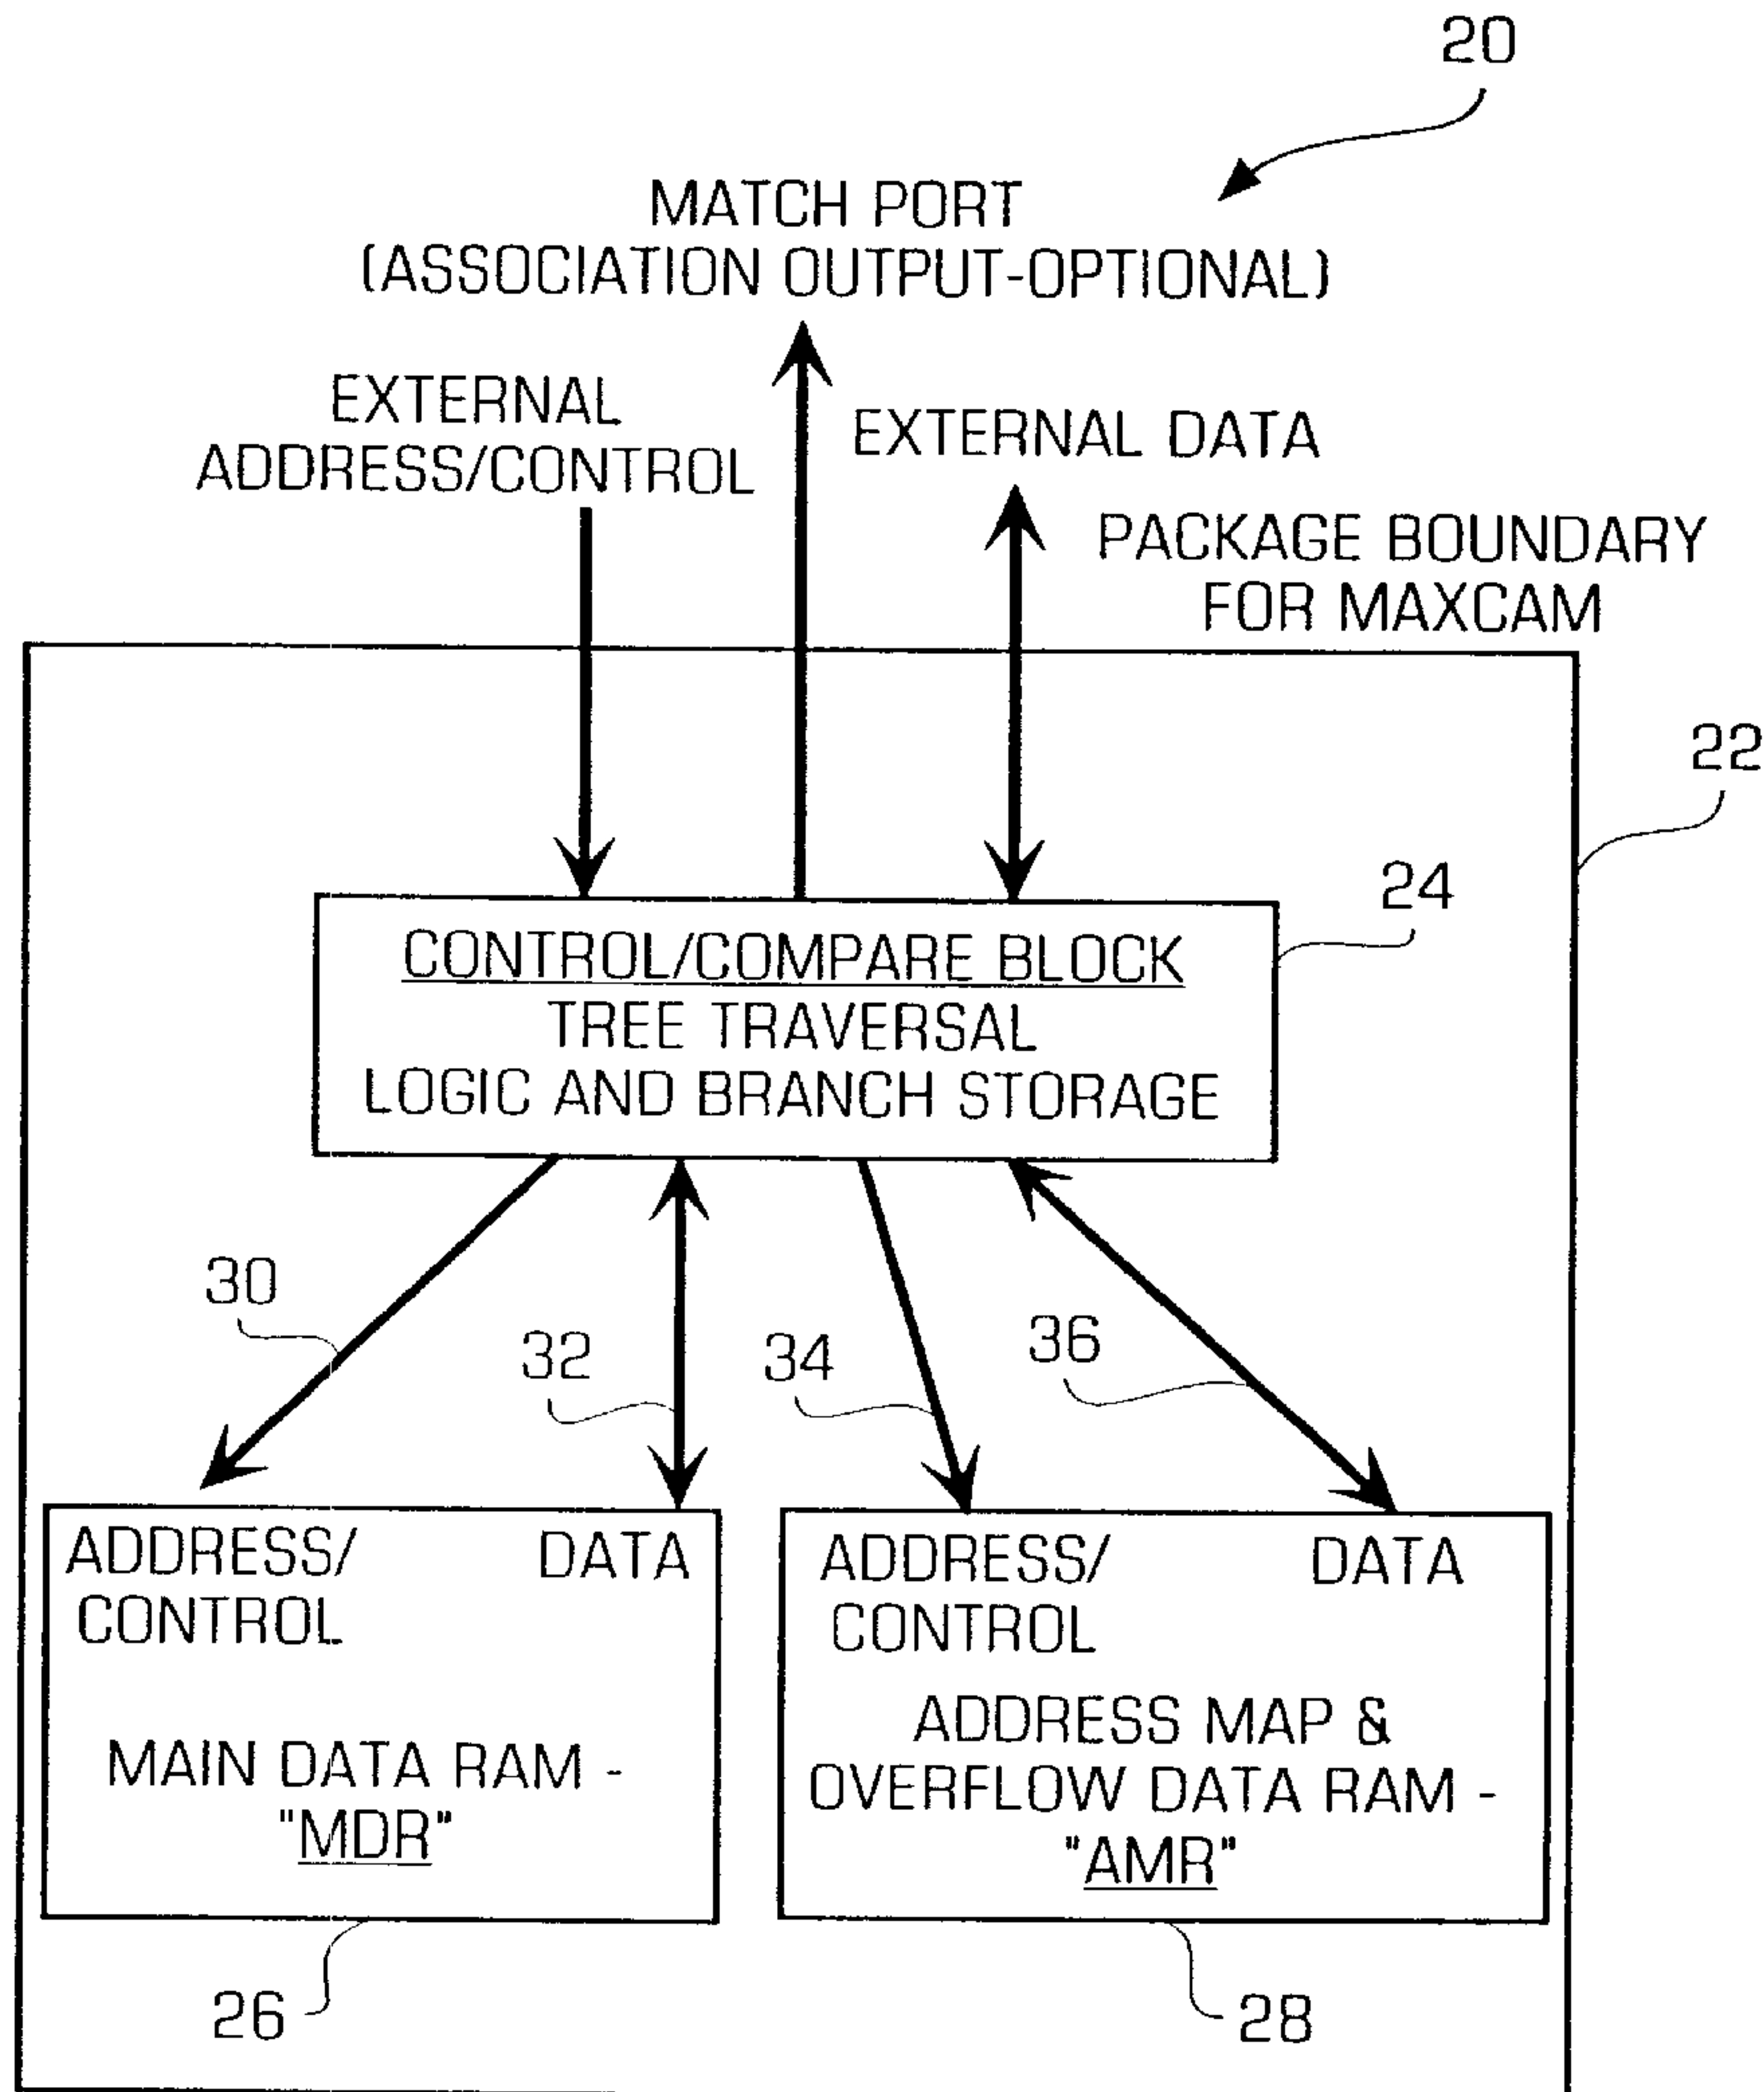 20
MATCH PORT
(ASSOCIATION OUTPUT-OPTIONAL)
EXTERNAL
ADDRESS/CONTROL
EXTERNAL DATA
PACKAGE BOUNDARY
FOR MAXCAM
22
24
CONTROL/COMPARE BLOCK
TREE TRAVERSAL
LOGIC AND BRANCH STORAGE
30
32
34
36
ADDRESS/
CONTROL
DATA
MAIN DATA RAM -
"MDR"
ADDRESS/
CONTROL
DATA
ADDRESS MAP &
OVERFLOW DATA RAM -
"AMR"
26
28